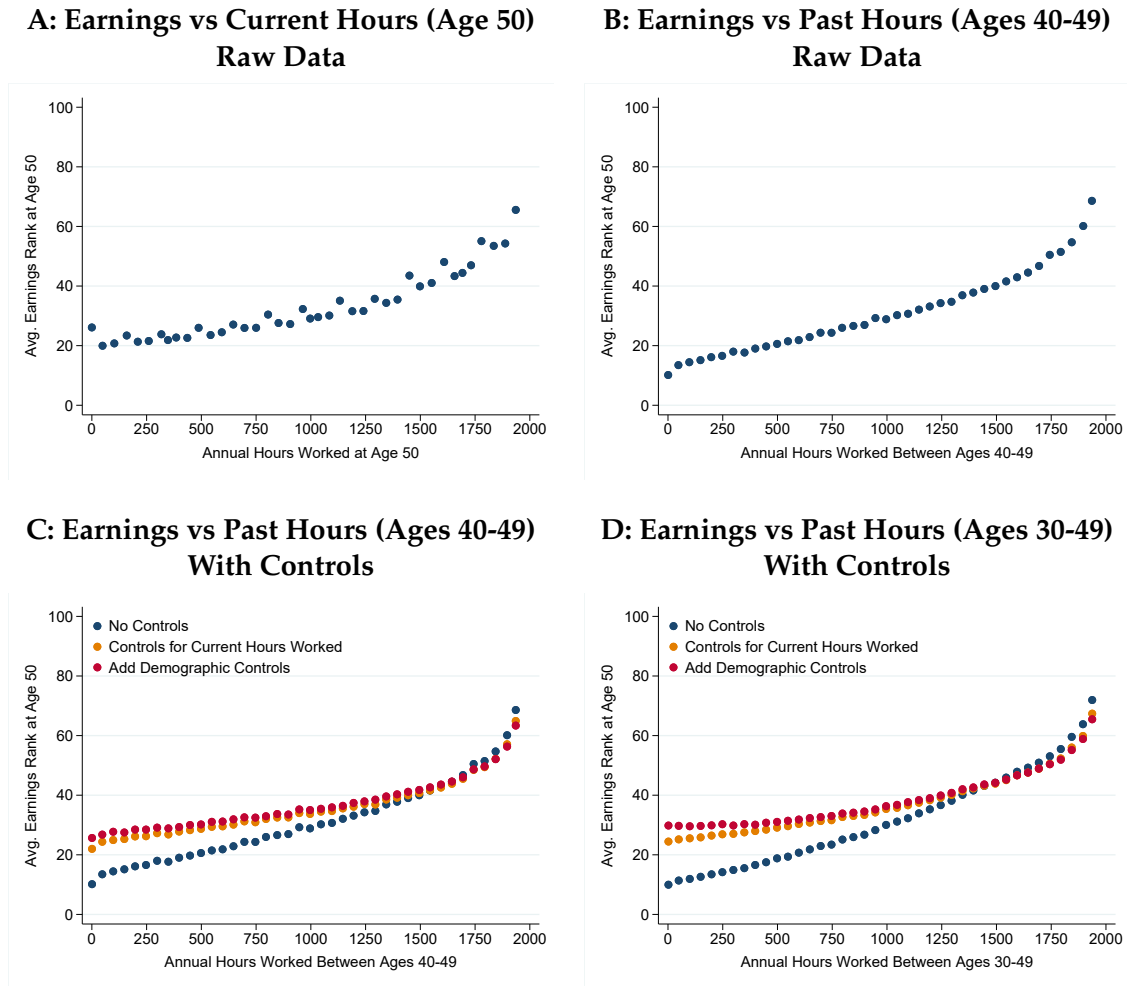 A: Earnings vs Current Hours (Age 50)
Raw Data
100
80
60
40
20
0
Avg. Earnings Rank at Age 50
0 250 500 750 1000 1250 1500 1750 2000
Annual Hours Worked at Age 50
B: Earnings vs Past Hours (Ages 40-49)
Raw Data
100
80
60
40
20
0
Avg. Earnings Rank at Age 50
0 250 500 750 1000 1250 1500 1750 2000
Annual Hours Worked Between Ages 40-49
C: Earnings vs Past Hours (Ages 40-49)
With Controls
100
80
60
40
20
0
Avg. Earnings Rank at Age 50
No Controls
Controls for Current Hours Worked
Add Demographic Controls
0 250 500 750 1000 1250 1500 1750 2000
Annual Hours Worked Between Ages 40-49
D: Earnings vs Past Hours (Ages 30-49)
With Controls
100
80
60
40
20
0
Avg. Earnings Rank at Age 50
No Controls
Controls for Current Hours Worked
Add Demographic Controls
0 250 500 750 1000 1250 1500 1750 2000
Annual Hours Worked Between Ages 30-49